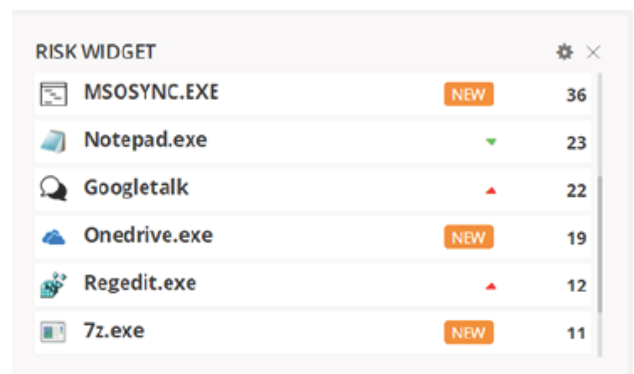 RISK WIDGET
MSOSYNC.EXE NEW 36
Notepad.exe 23
Googletalk 22
Onedrive.exe NEW 19
Regedit.exe 12
7z.exe NEW 11